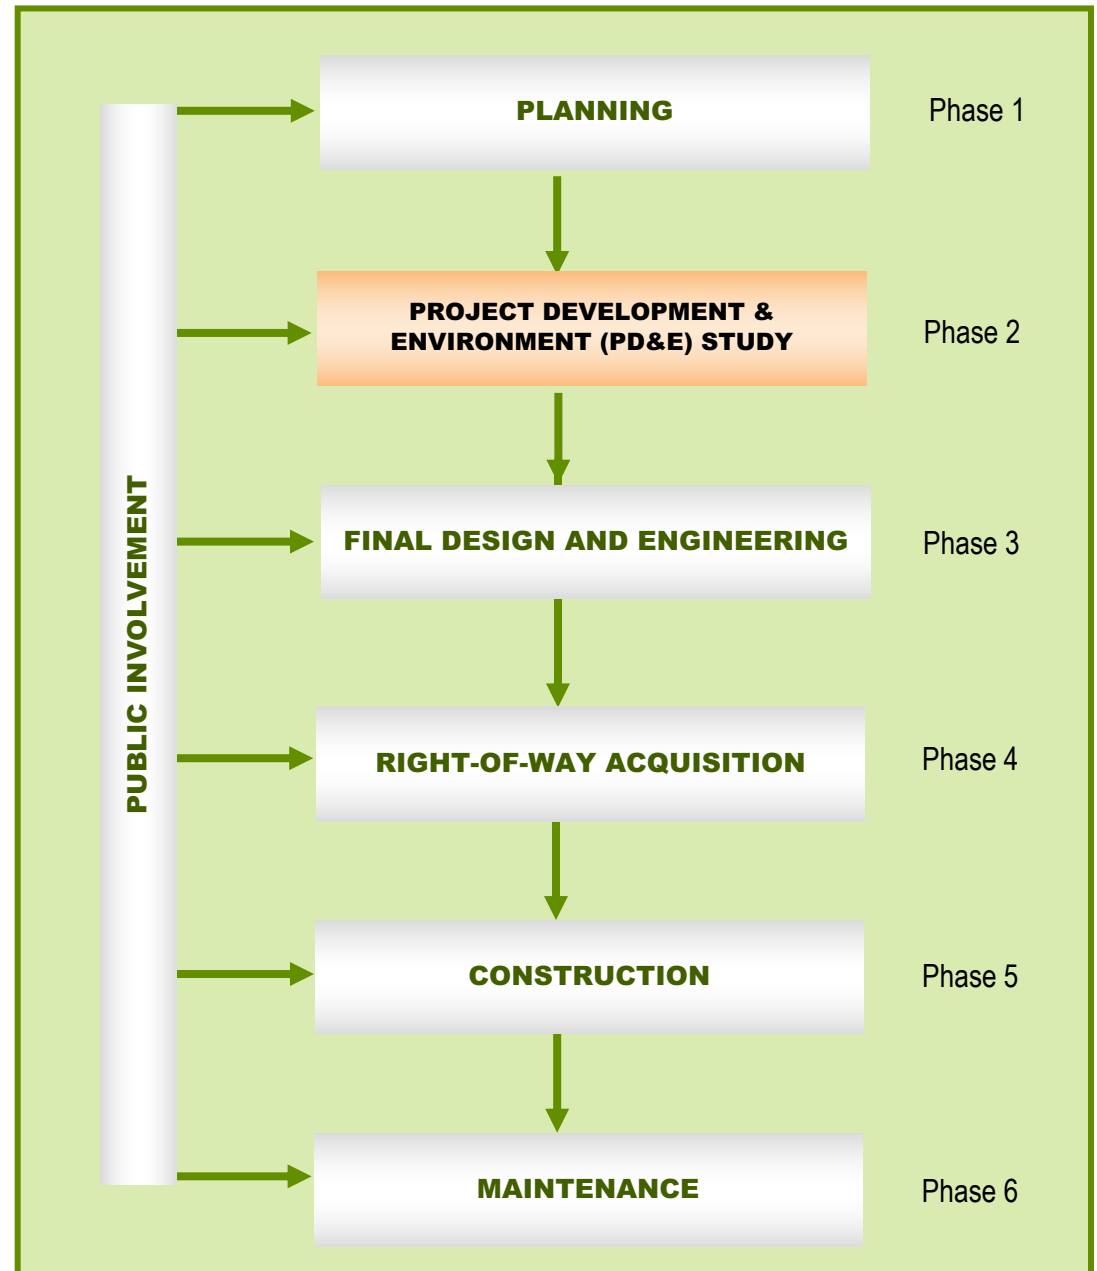 PUBLIC INVOLVEMENT
PLANNING
Phase 1
PROJECT DEVELOPMENT &
ENVIRONMENT (PD&E) STUDY
Phase 2
FINAL DESIGN AND ENGINEERING
Phase 3
RIGHT-OF-WAY ACQUISITION
Phase 4
CONSTRUCTION
Phase 5
MAINTENANCE
Phase 6